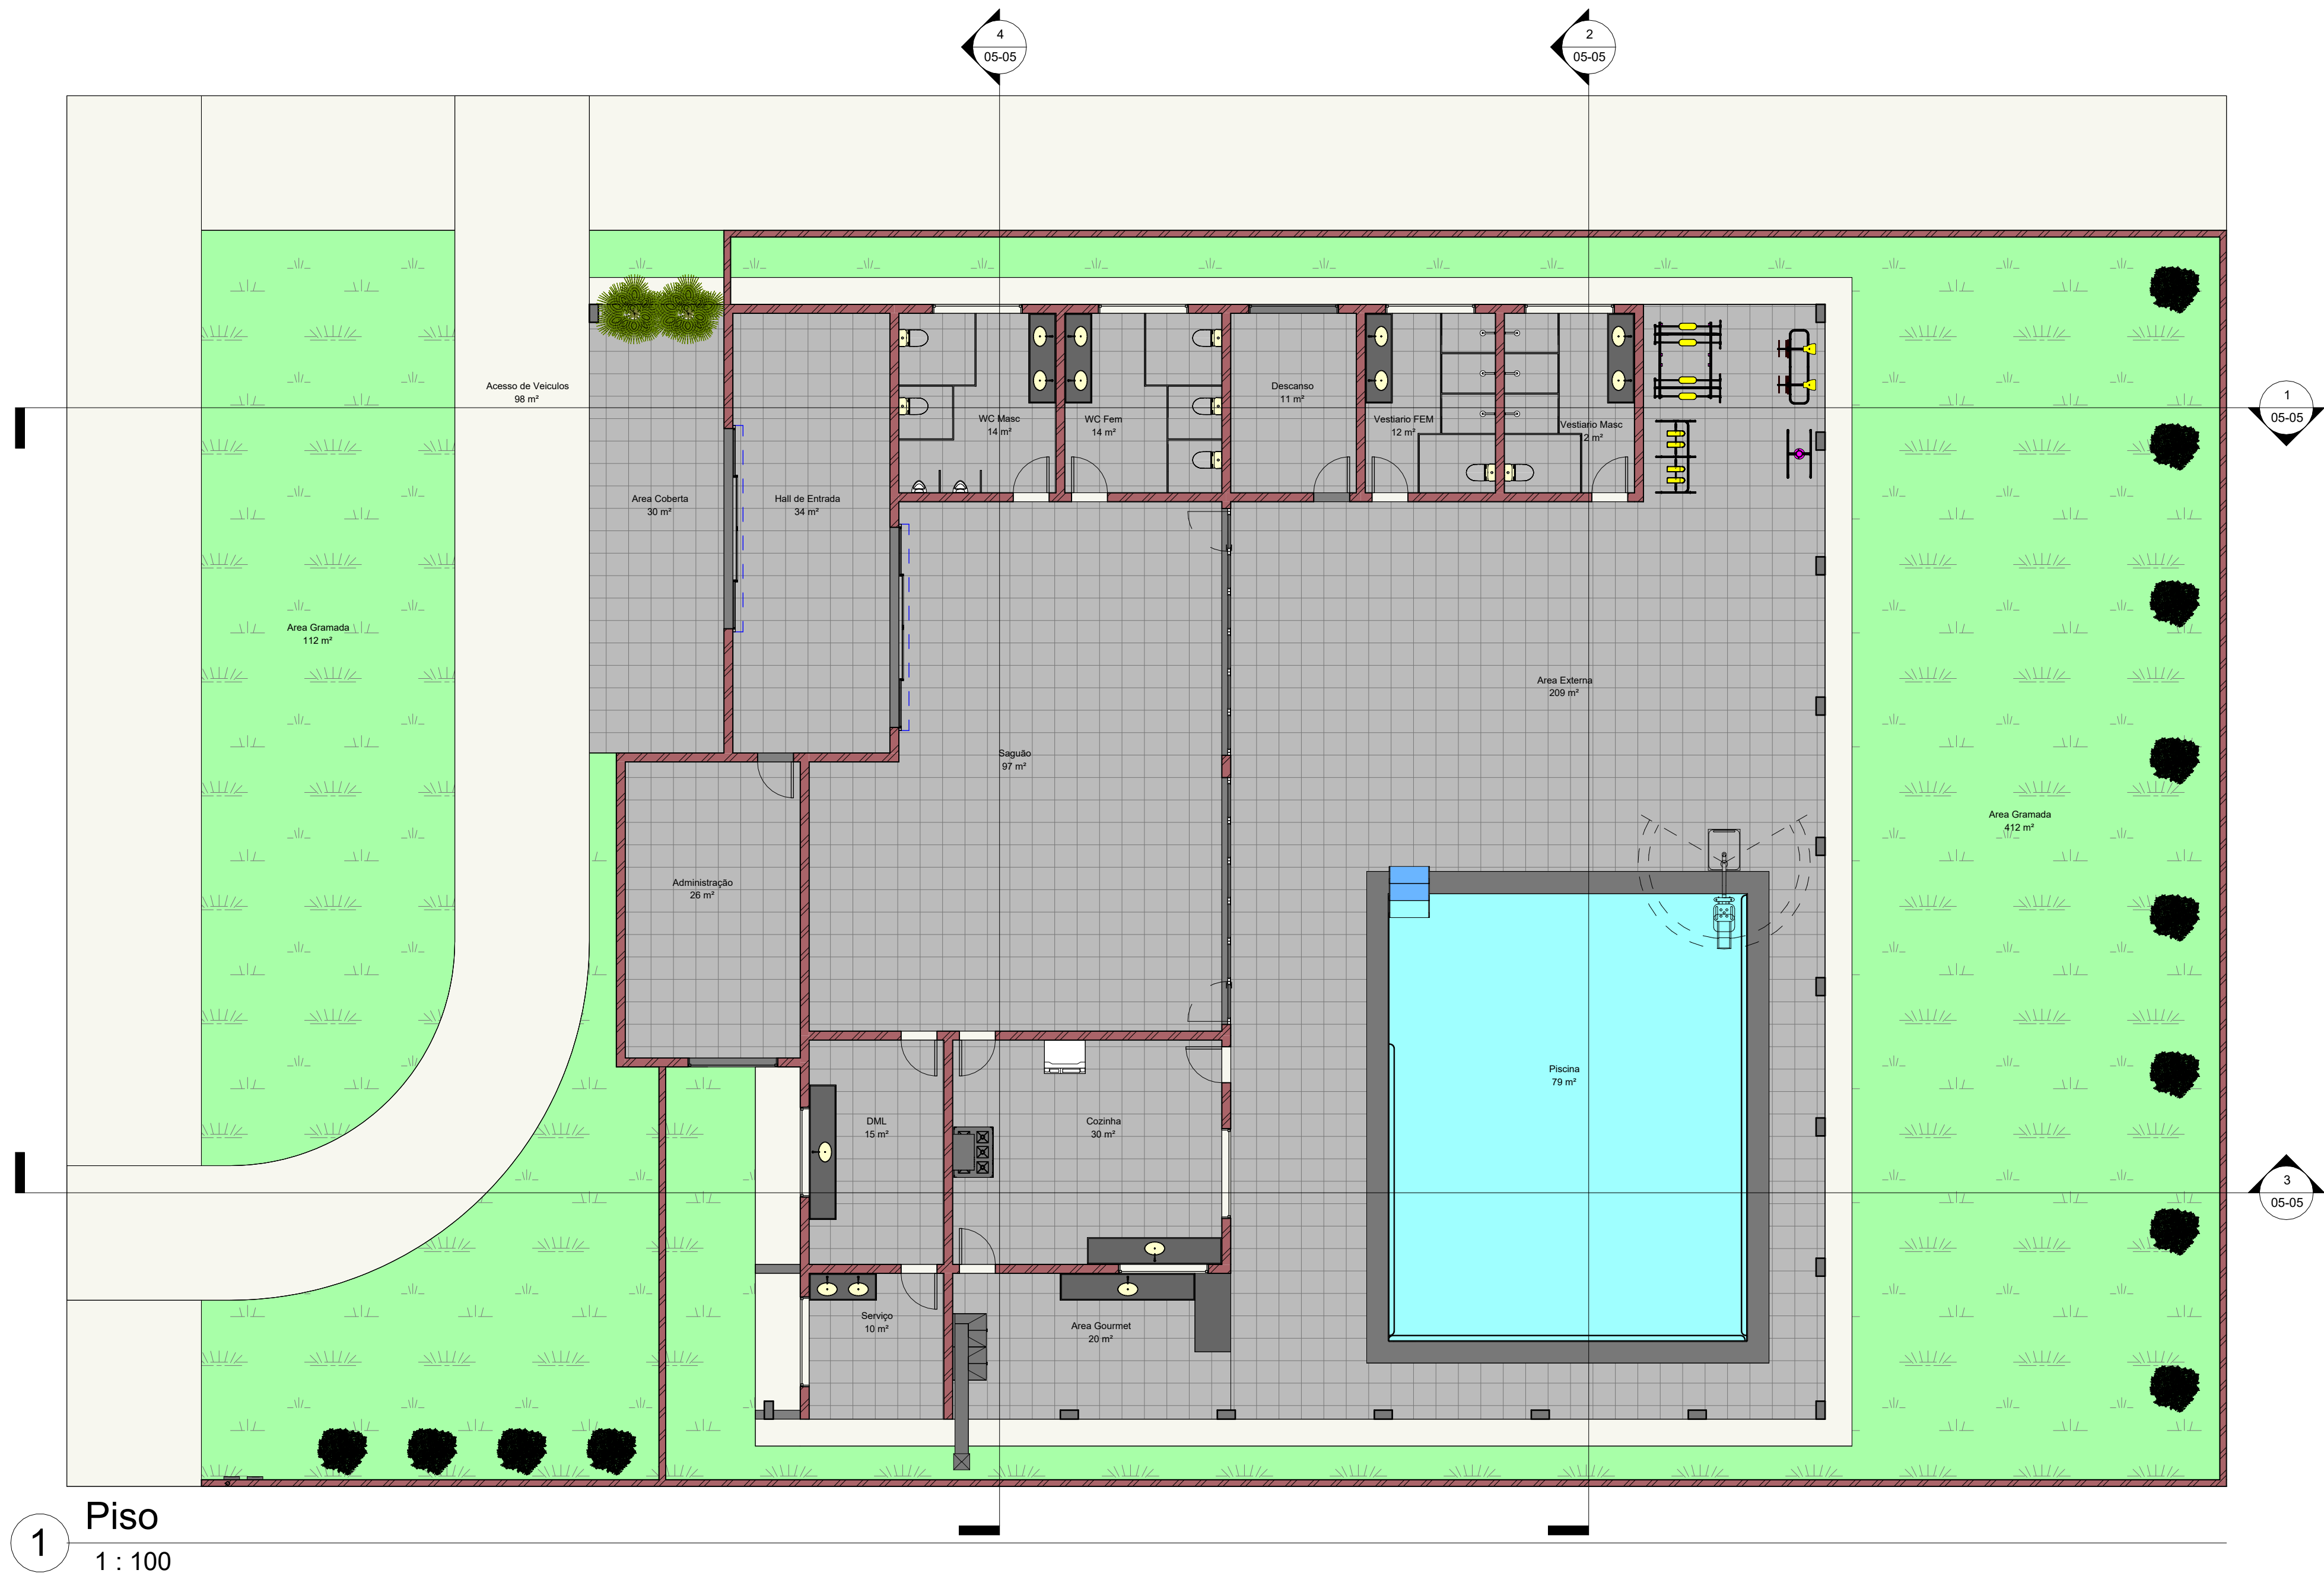 4
05-05
2
05-05
Acesso de Veiculos
98 m²
WC Masc
14 m²
WC Fem
14 m²
Descanso
11 m²
Vestiario FEM
12 m²
Vestiario Masc
12 m²
1
05-05
Area Coberta
30 m²
Hall de Entrada
34 m²
Area Gramada
112 m²
Area Externa
209 m²
Saguão
97 m²
Area Gramada
412 m²
Administração
26 m²
Piscina
79 m²
DML
15 m²
Cozinha
30 m²
3
05-05
Serviço
10 m²
Area Gourmet
20 m²
1
Piso
1 : 100